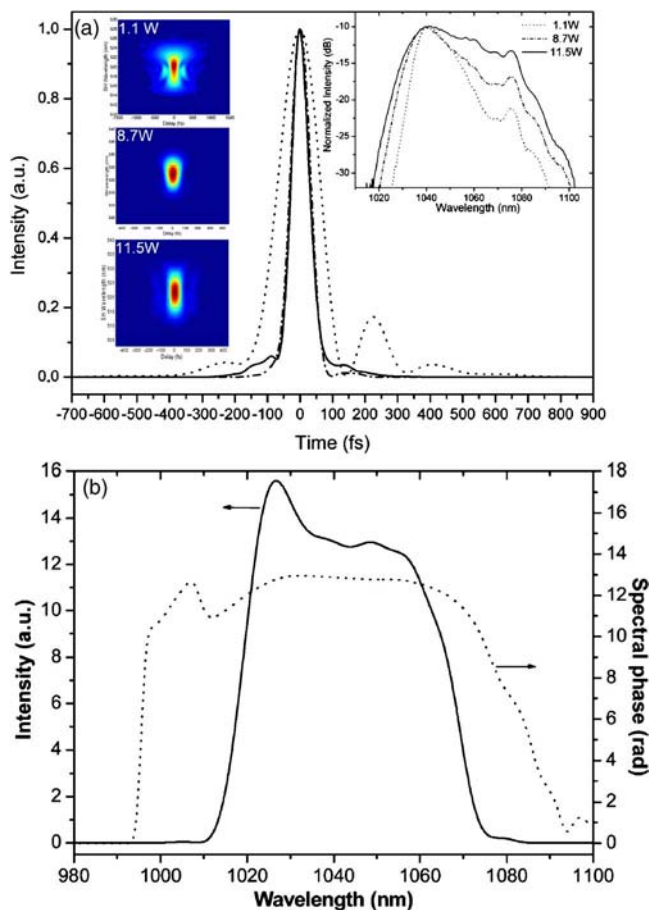 (a)
1.1 W
8.7W
11.5W
Delay (fs)
Delay (fs)
Delay (fs)
1.1W
8.7W
11.5W
Normalized Intensity (dB)
-10
-15
-20
-25
-30
1020 1040 1060 1080 1100
Wavelength (nm)
Intensity (a.u.)
1.0
0.8
0.6
0.4
0,2
0,0
-700 -600 -500 -400 -300 -200 -100 0 100 200 300 400 500 600 700 800 900
Time (fs)
(b)
Intensity (a.u.)
16
14
12
10
8
6
4
2
0
18
16
14
12
10
8
6
4
2
0
Spectral phase (rad)
980 1000 1020 1040 1060 1080 1100
Wavelength (nm)